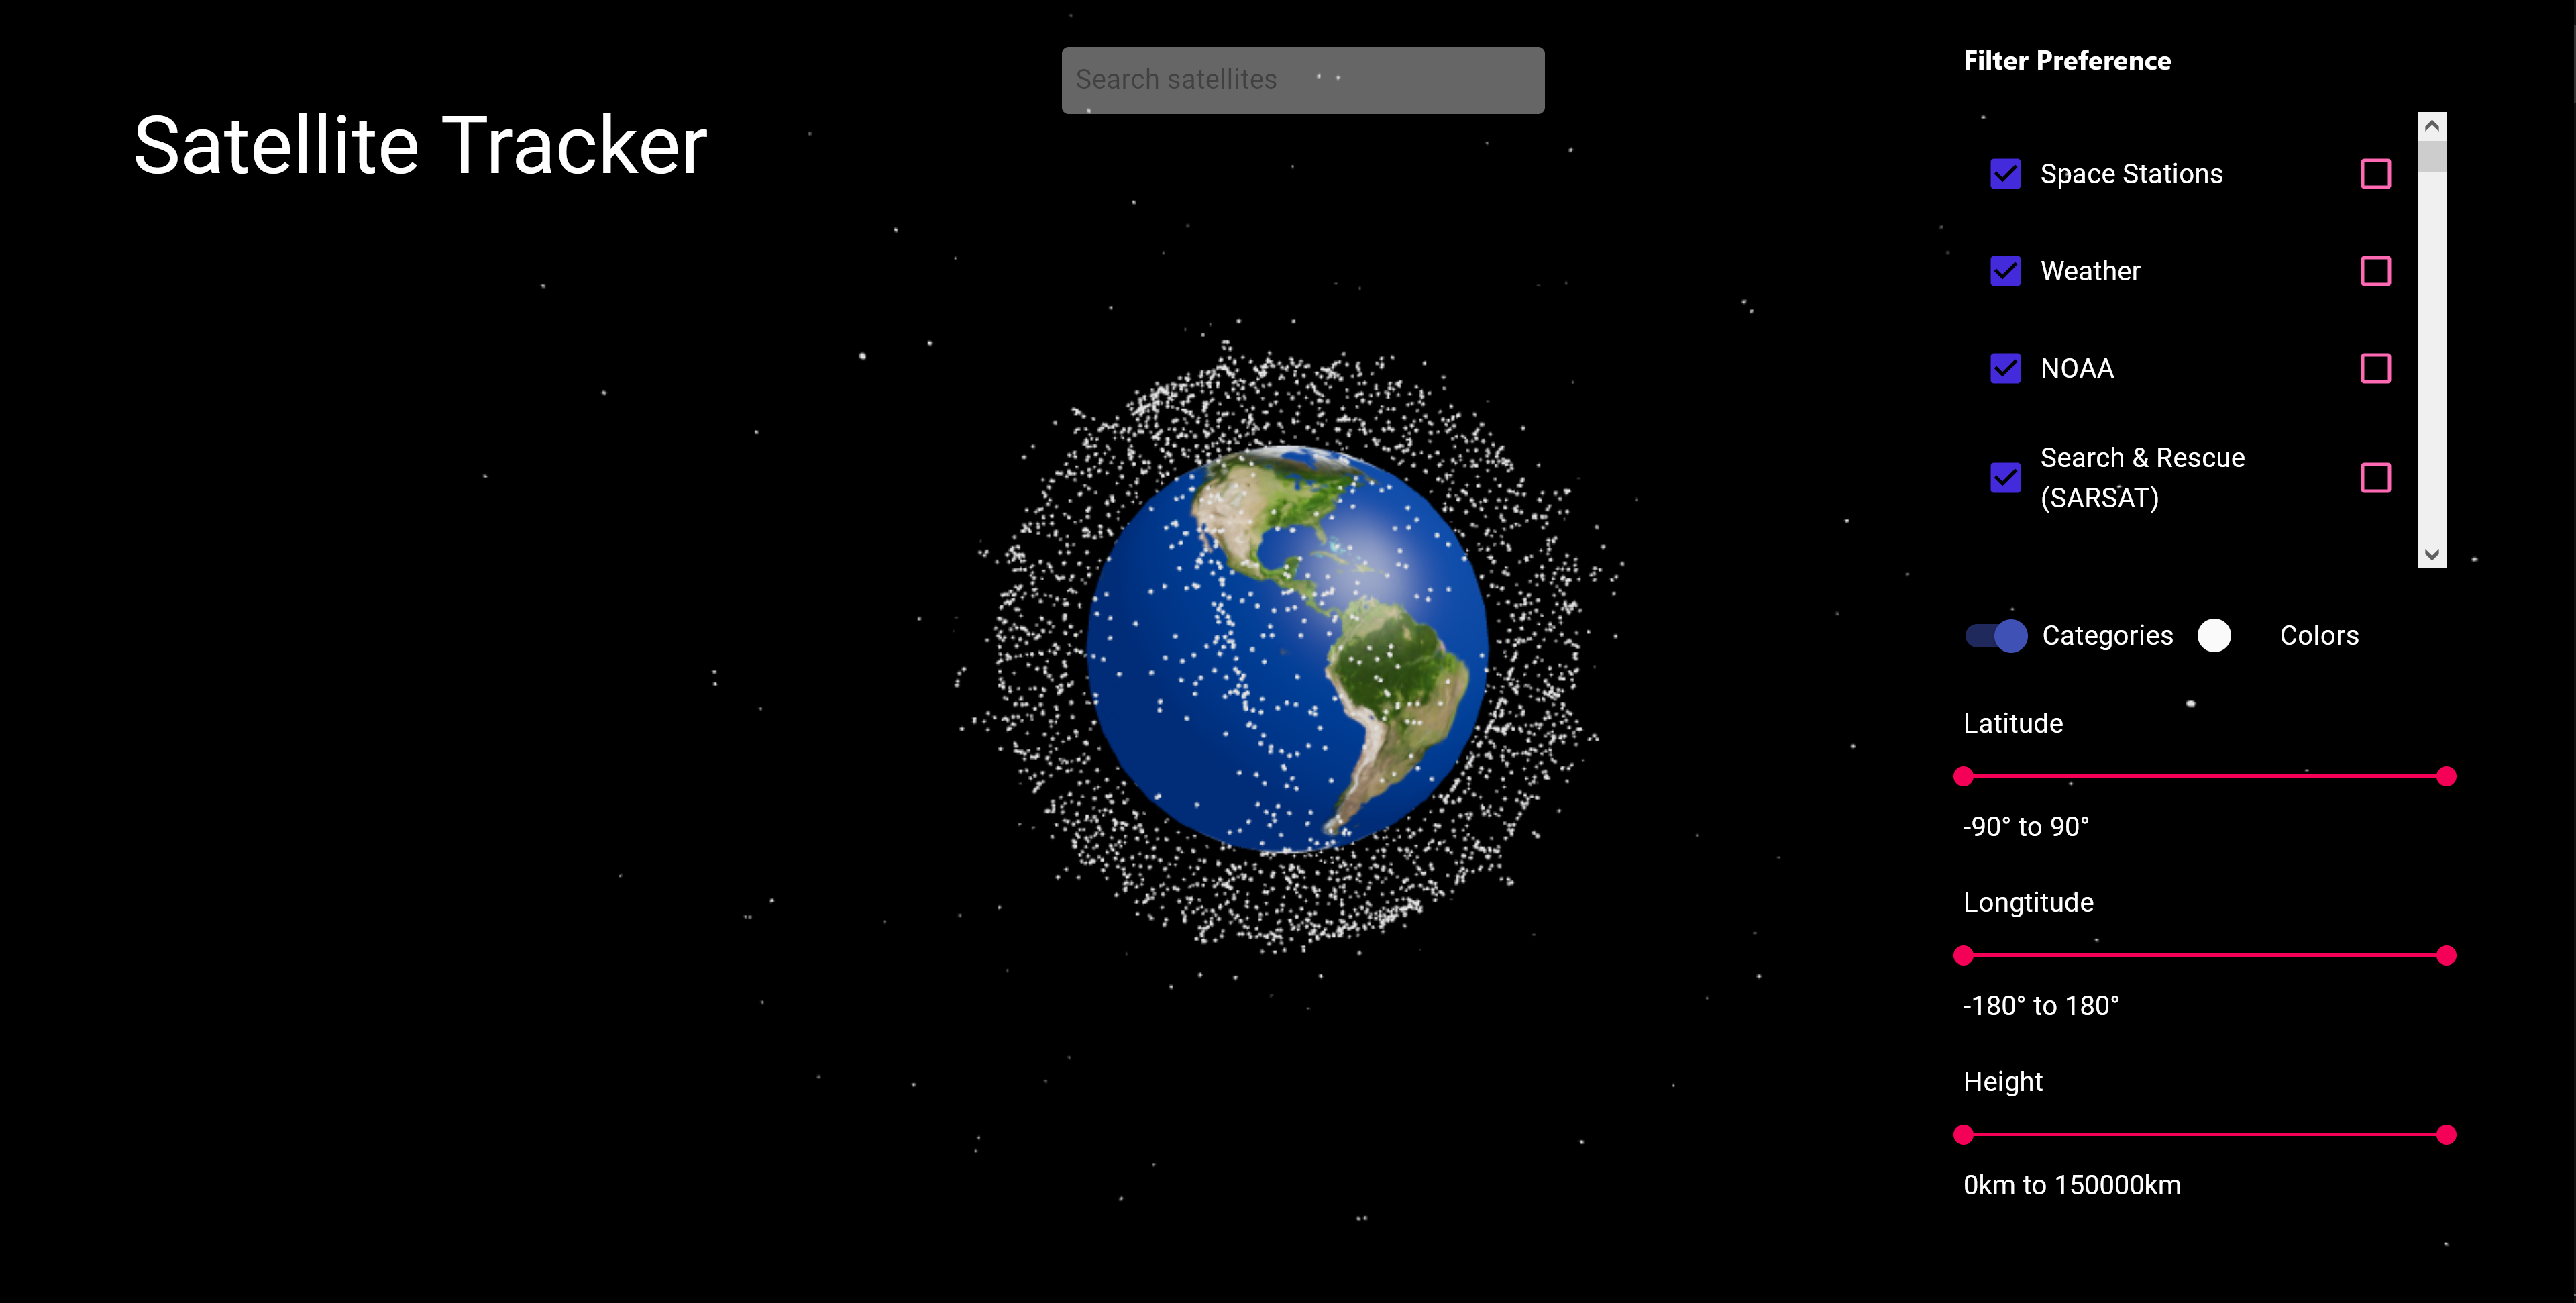 Satellite Tracker
Search satellites
Filter Preference
Space Stations
Weather
NOAA
Search & Rescue
(SARSAT)
Categories
Colors
Latitude
-90° to 90°
Longtitude
-180° to 180°
Height
0km to 150000km